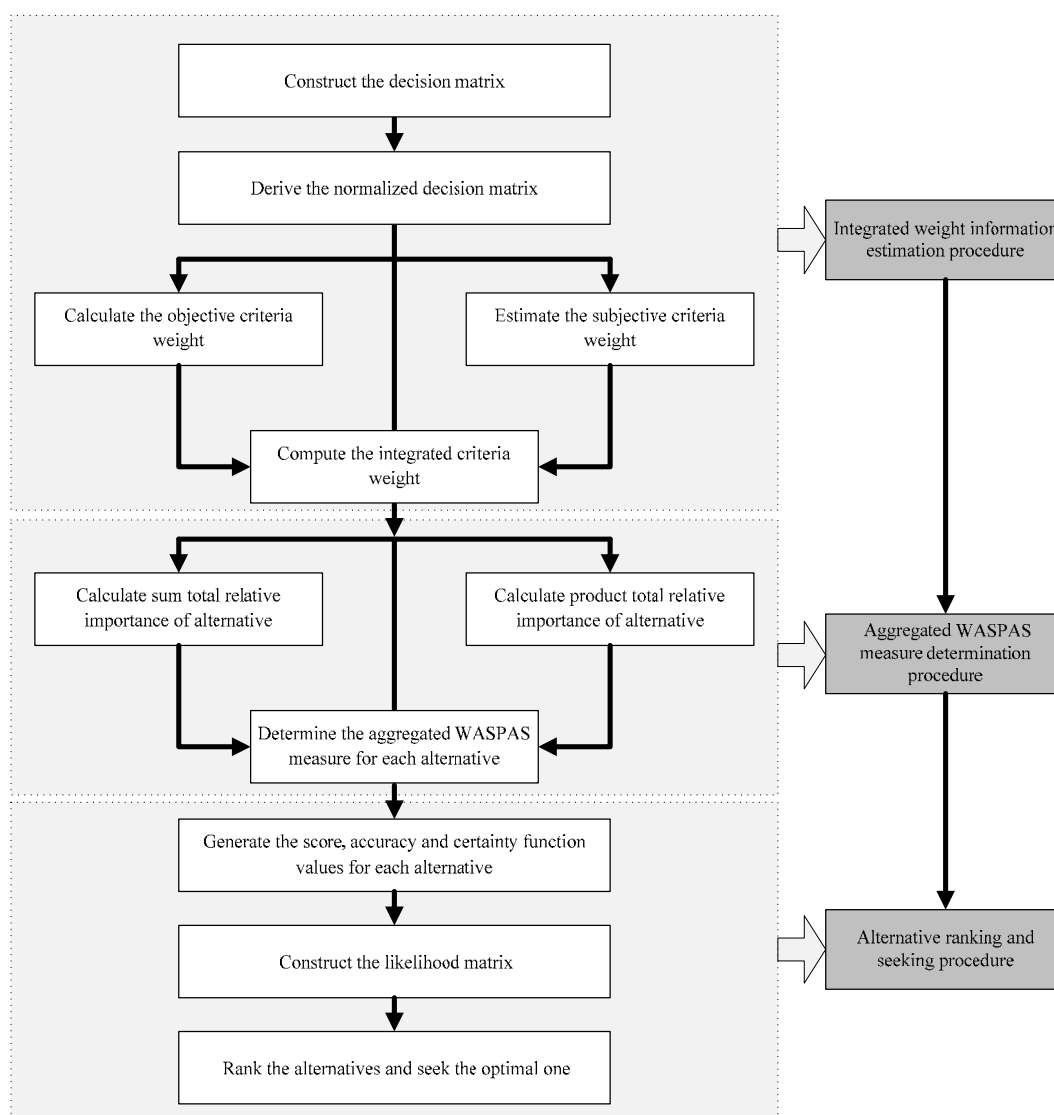 Construct the decision matrix
Derive the normalized decision matrix
Integrated weight information
estimation procedure
Calculate the objective criteria
weight
Estimate the subjective criteria
weight
Compute the integrated criteria
weight
Calculate sum total relative
importance of alternative
Calculate product total relative
importance of alternative
Aggregated WASPAS
measure determination
procedure
Determine the aggregated WASPAS
measure for each alternative
Generate the score, accuracy and certainty function
values for each alternative
Construct the likelihood matrix
Alternative ranking and
seeking procedure
Rank the alternatives and seek the optimal one